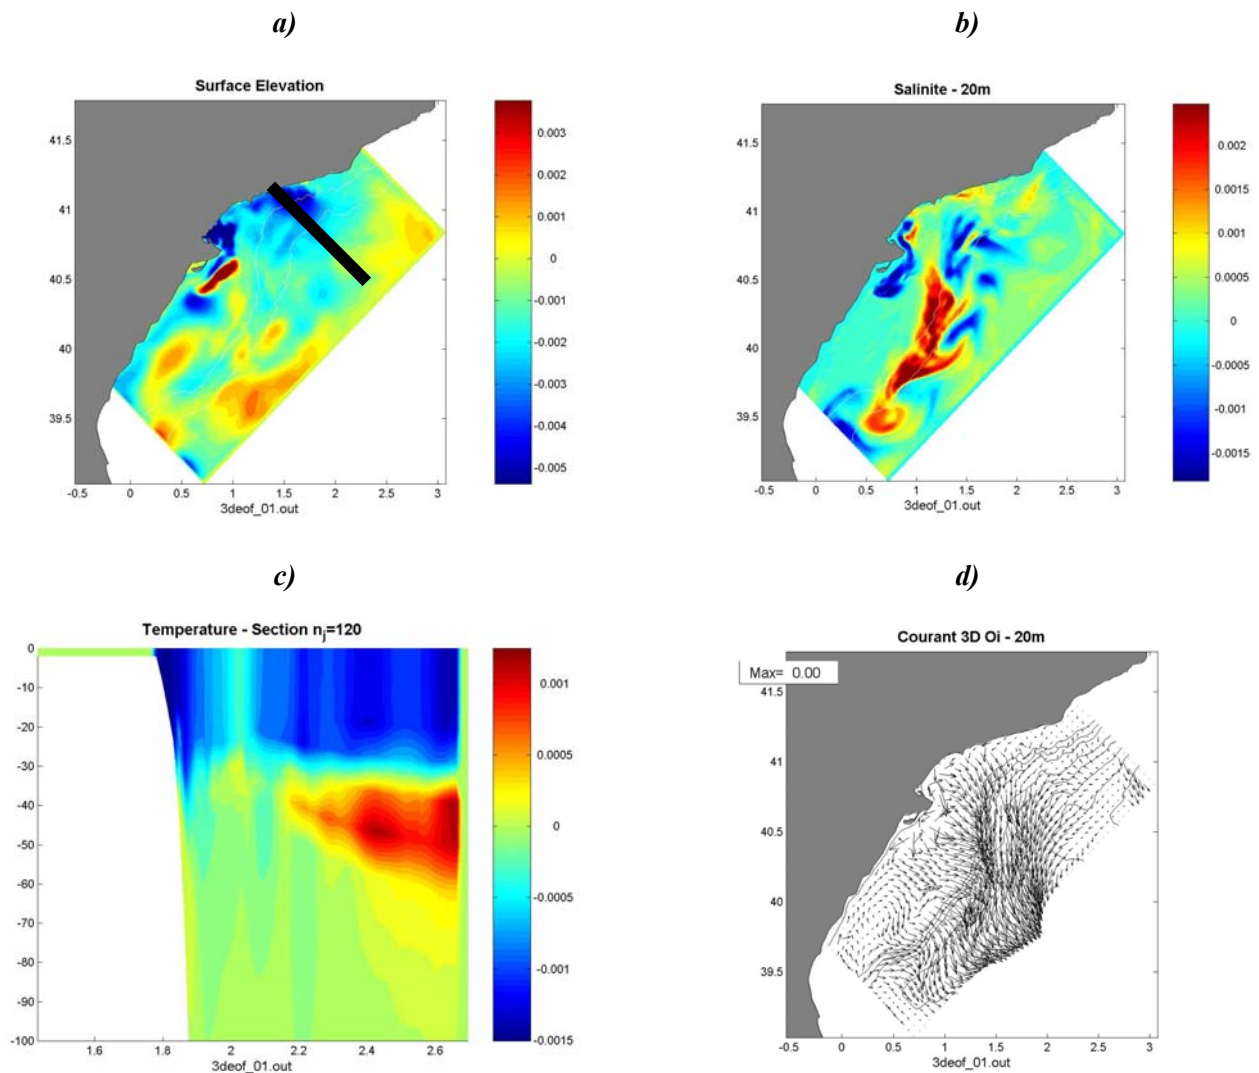 a)
b)
Surface Elevation
41.5
41
40.5
40
39.5
-0.5 0 0.5 1 1.5 2 2.5 3
3deof_01.out
0.003
0.002
0.001
0
-0.001
-0.002
-0.003
-0.004
-0.005
Salinite - 20m
41.5
41
40.5
40
39.5
-0.5 0 0.5 1 1.5 2 2.5 3
3deof_01.out
0.002
0.0015
0.001
0.0005
0
-0.0005
-0.001
-0.0015
c)
d)
Temperature - Section nj=120
0
-10
-20
-30
-40
-50
-60
-70
-80
-90
-100
1.6 1.8 2 2.2 2.4 2.6
3deof_01.out
0.001
0.0005
0
-0.0005
-0.001
-0.0015
Courant 3D Oi - 20m
Max= 0.00
41.5
41
40.5
40
39.5
-0.5 0 0.5 1 1.5 2 2.5 3
3deof_01.out